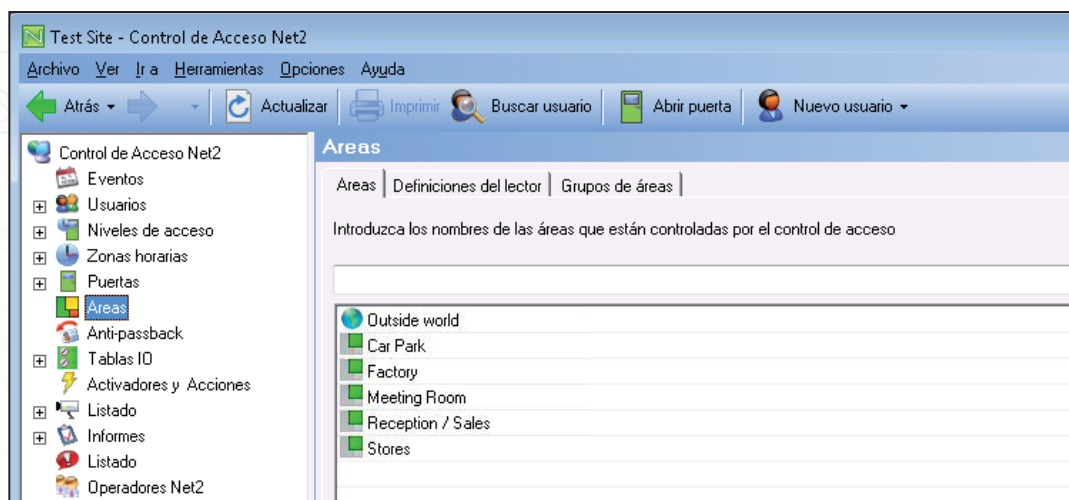 Test Site - Control de Acceso Net2
Archivo Ver Ir a Herramientas Opciones Ayuda
Atrás Actualizar Imprimir Buscar usuario Abrir puerta Nuevo usuario
Control de Acceso Net2
Eventos
Usuarios
Niveles de acceso
Zonas horarias
Puertas
Areas
Anti-passback
Tablas IO
Activadores y Acciones
Listado
Informes
Listado
Operadores Net2
Areas
Areas Definiciones del lector Grupos de áreas
Introduzca los nombres de las áreas que están controladas por el control de acceso
Outside world
Car Park
Factory
Meeting Room
Reception / Sales
Stores